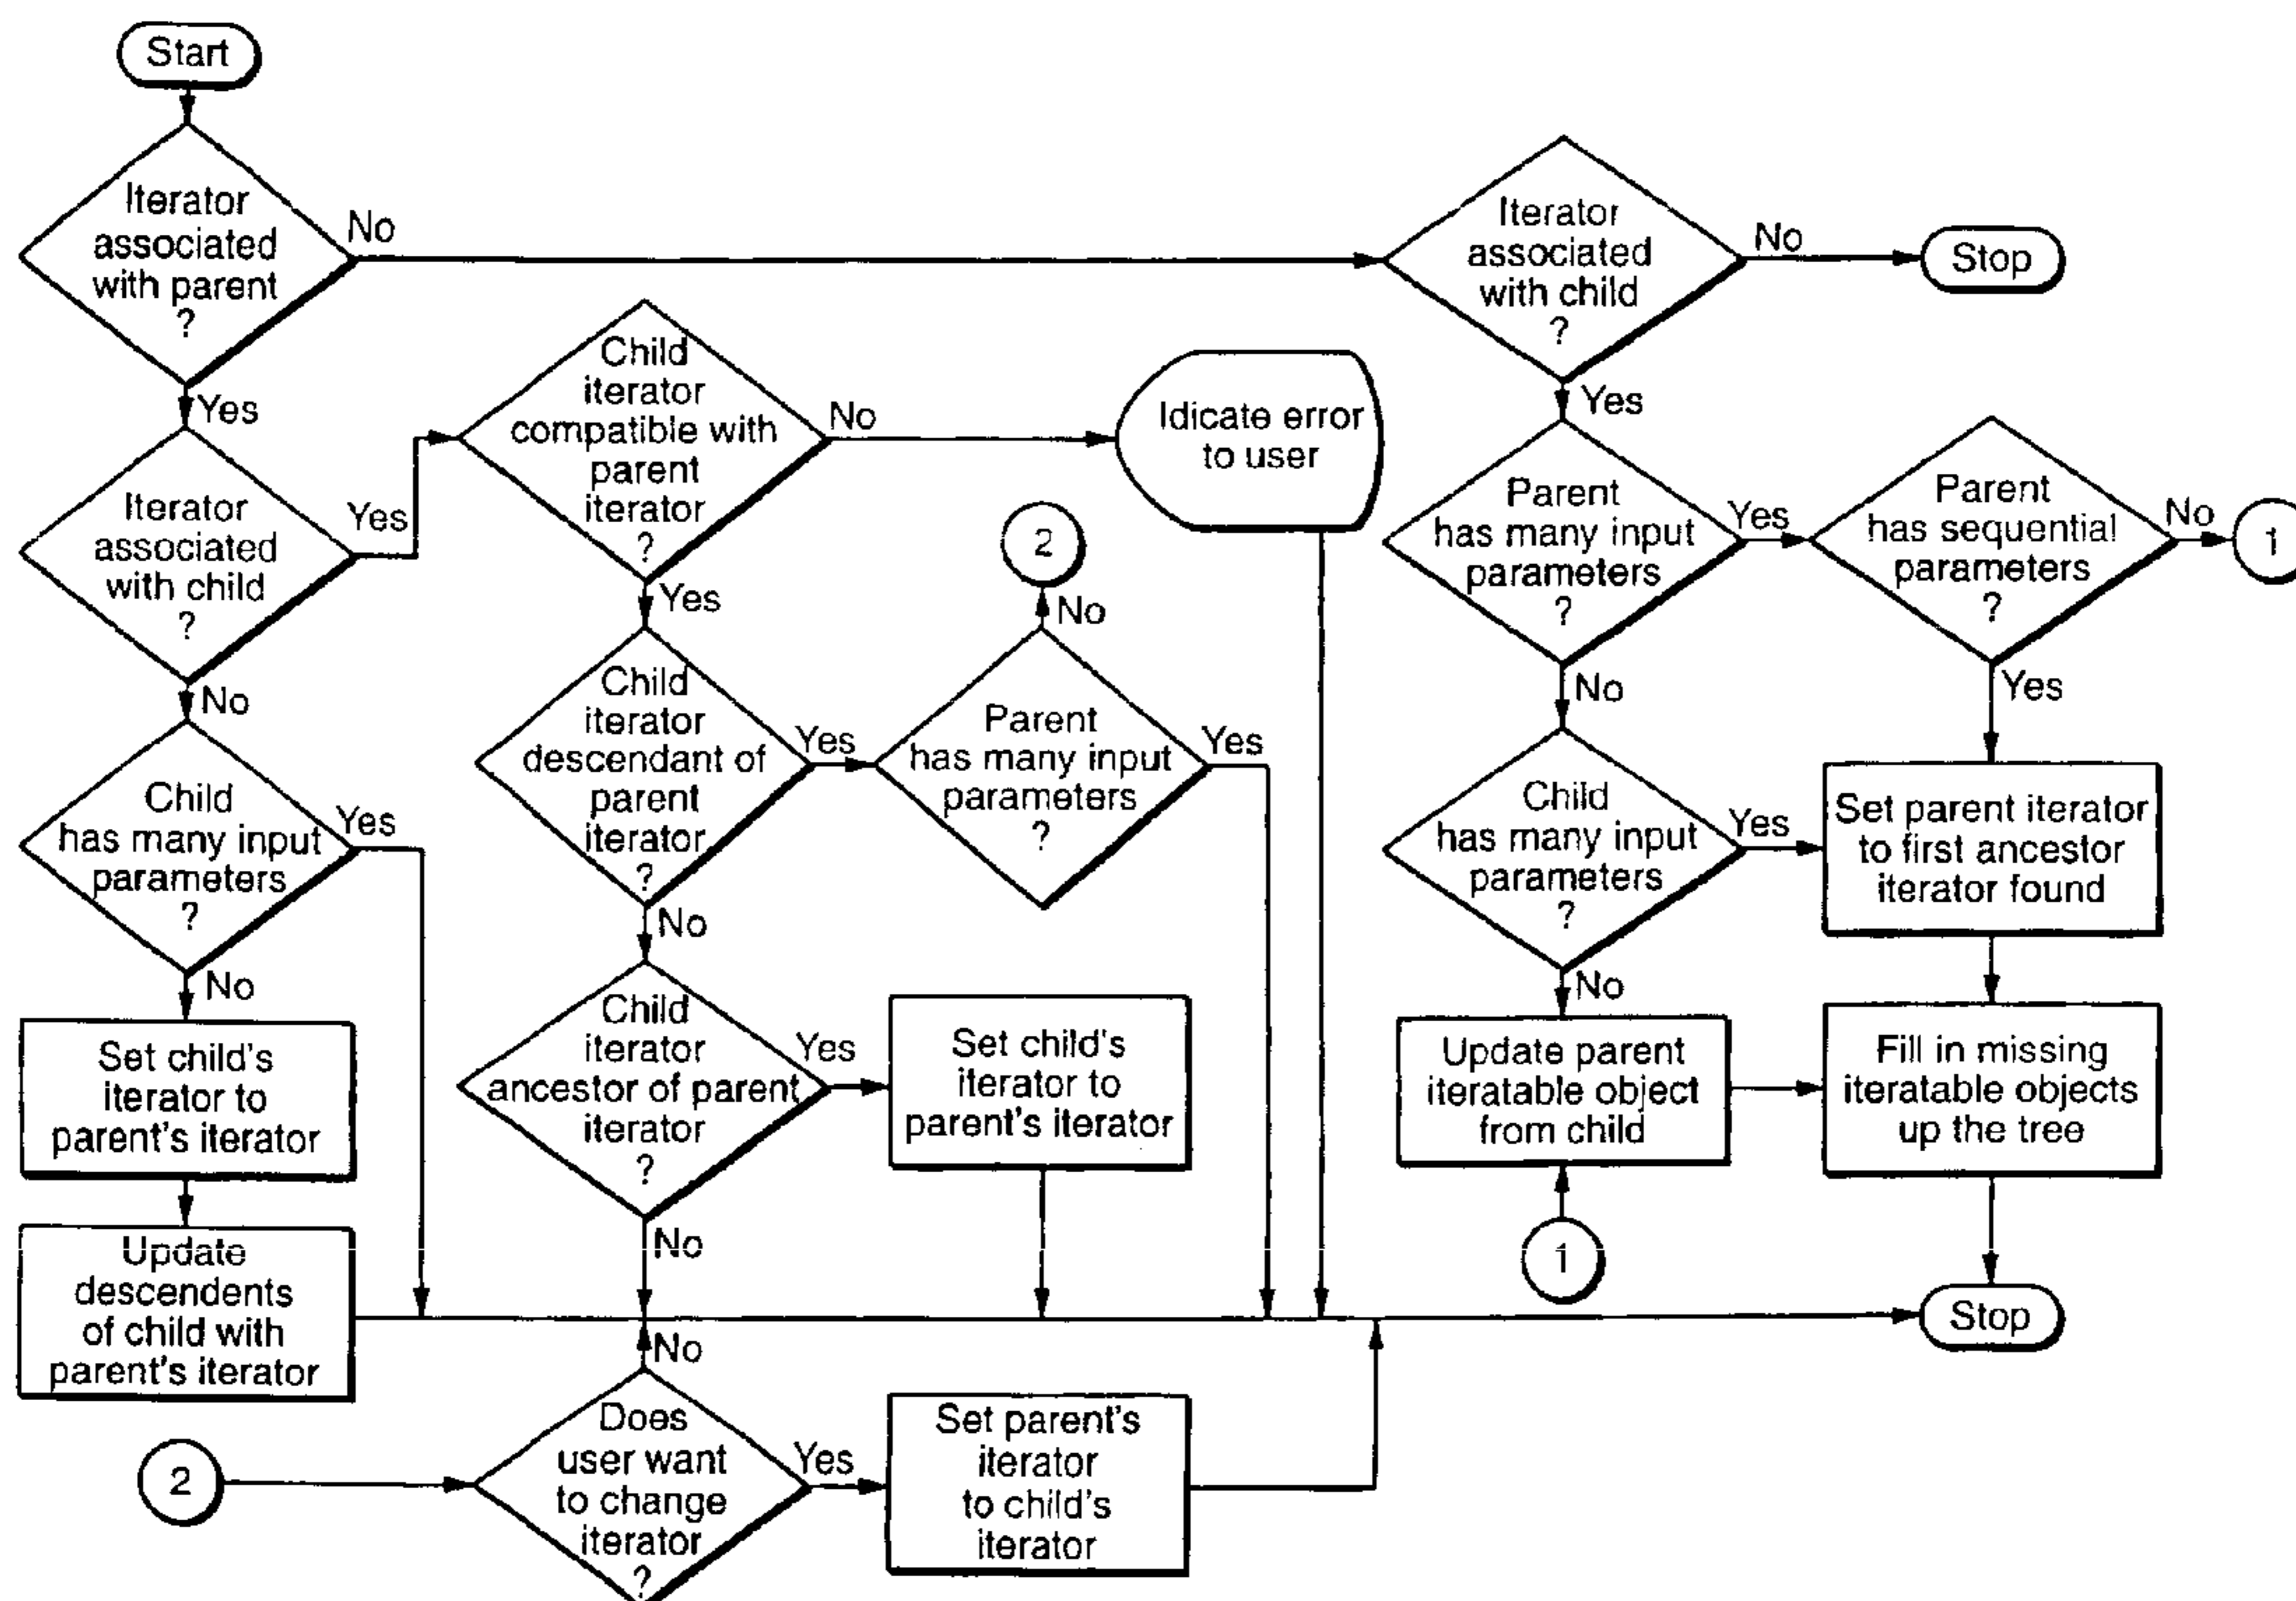 Start
Iterator
associated
with parent
?
No
Yes
Iterator
associated
with child
?
Yes
No
Child
has many input
parameters
?
Yes
No
Set child's
iterator to
parent's iterator
Update
descendents
of child with
parent's iterator
2
Child
iterator
compatible with
parent
iterator
?
No
Yes
Child
iterator
descendant of
parent
iterator
?
Yes
No
Child
iterator
ancestor of parent
iterator
?
Yes
No
No
Does
user want
to change
iterator
?
Yes
Idicate error
to user
2
No
Parent
has many input
parameters
?
Yes
Set child's
iterator to
parent's iterator
Set parent's
iterator
to child's
iterator
Iterator
associated
with child
?
No
Stop
Yes
Parent
has many input
parameters
?
Yes
No
Parent
has sequential
parameters
?
No
1
Yes
Child
has many input
parameters
?
Yes
No
Set parent iterator
to first ancestor
iterator found
Update parent
iteratable object
from child
Fill in missing
iteratable objects
up the tree
1
Stop